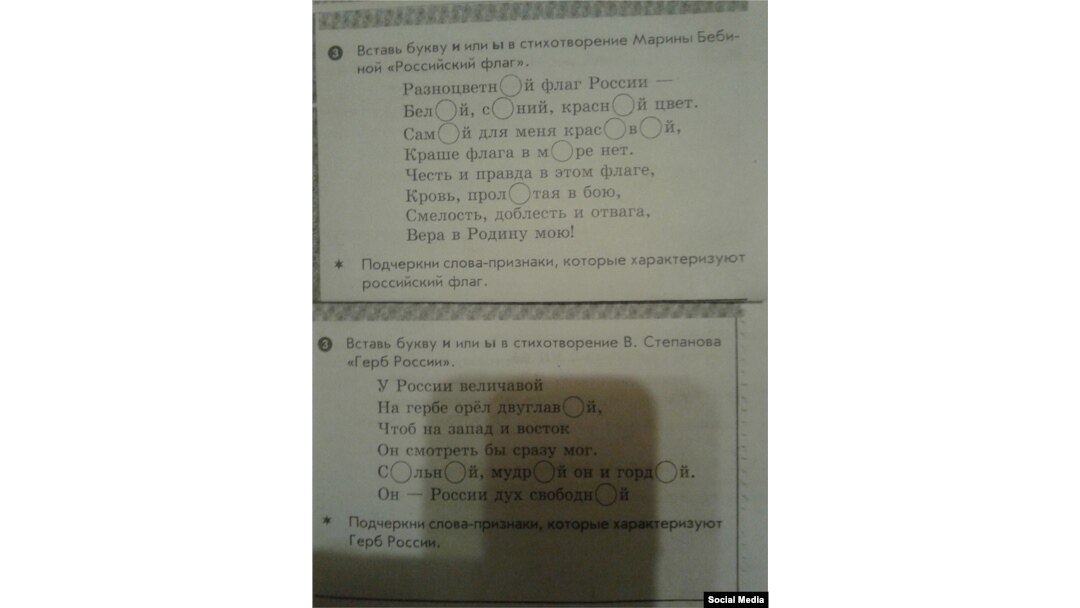 3 Вставь букву и или ы в стихотворение Марины Беби-
ной «Российский флаг».
Разноцветн◯й флаг России —
Бел◯й, с◯ний, красн◯й цвет.
Сам◯й для меня крас◯в◯й,
Краше флага в м◯ре нет.
Честь и правда в этом флаге,
Кровь, прол◯тая в бою,
Смелость, доблесть и отвага,
Вера в Родину мою!
* Подчеркни слова-признаки, которые характеризуют
российский флаг.
3 Вставь букву и или ы в стихотворение В. Степанова
«Герб России».
У России величавой
На гербе орёл двуглав◯й,
Чтоб на запад и восток
Он смотреть бы сразу мог.
С◯льн◯й, мудр◯й он и горд◯й.
Он — России дух свободн◯й
* Подчеркни слова-признаки, которые характеризуют
Герб России.
Social Media